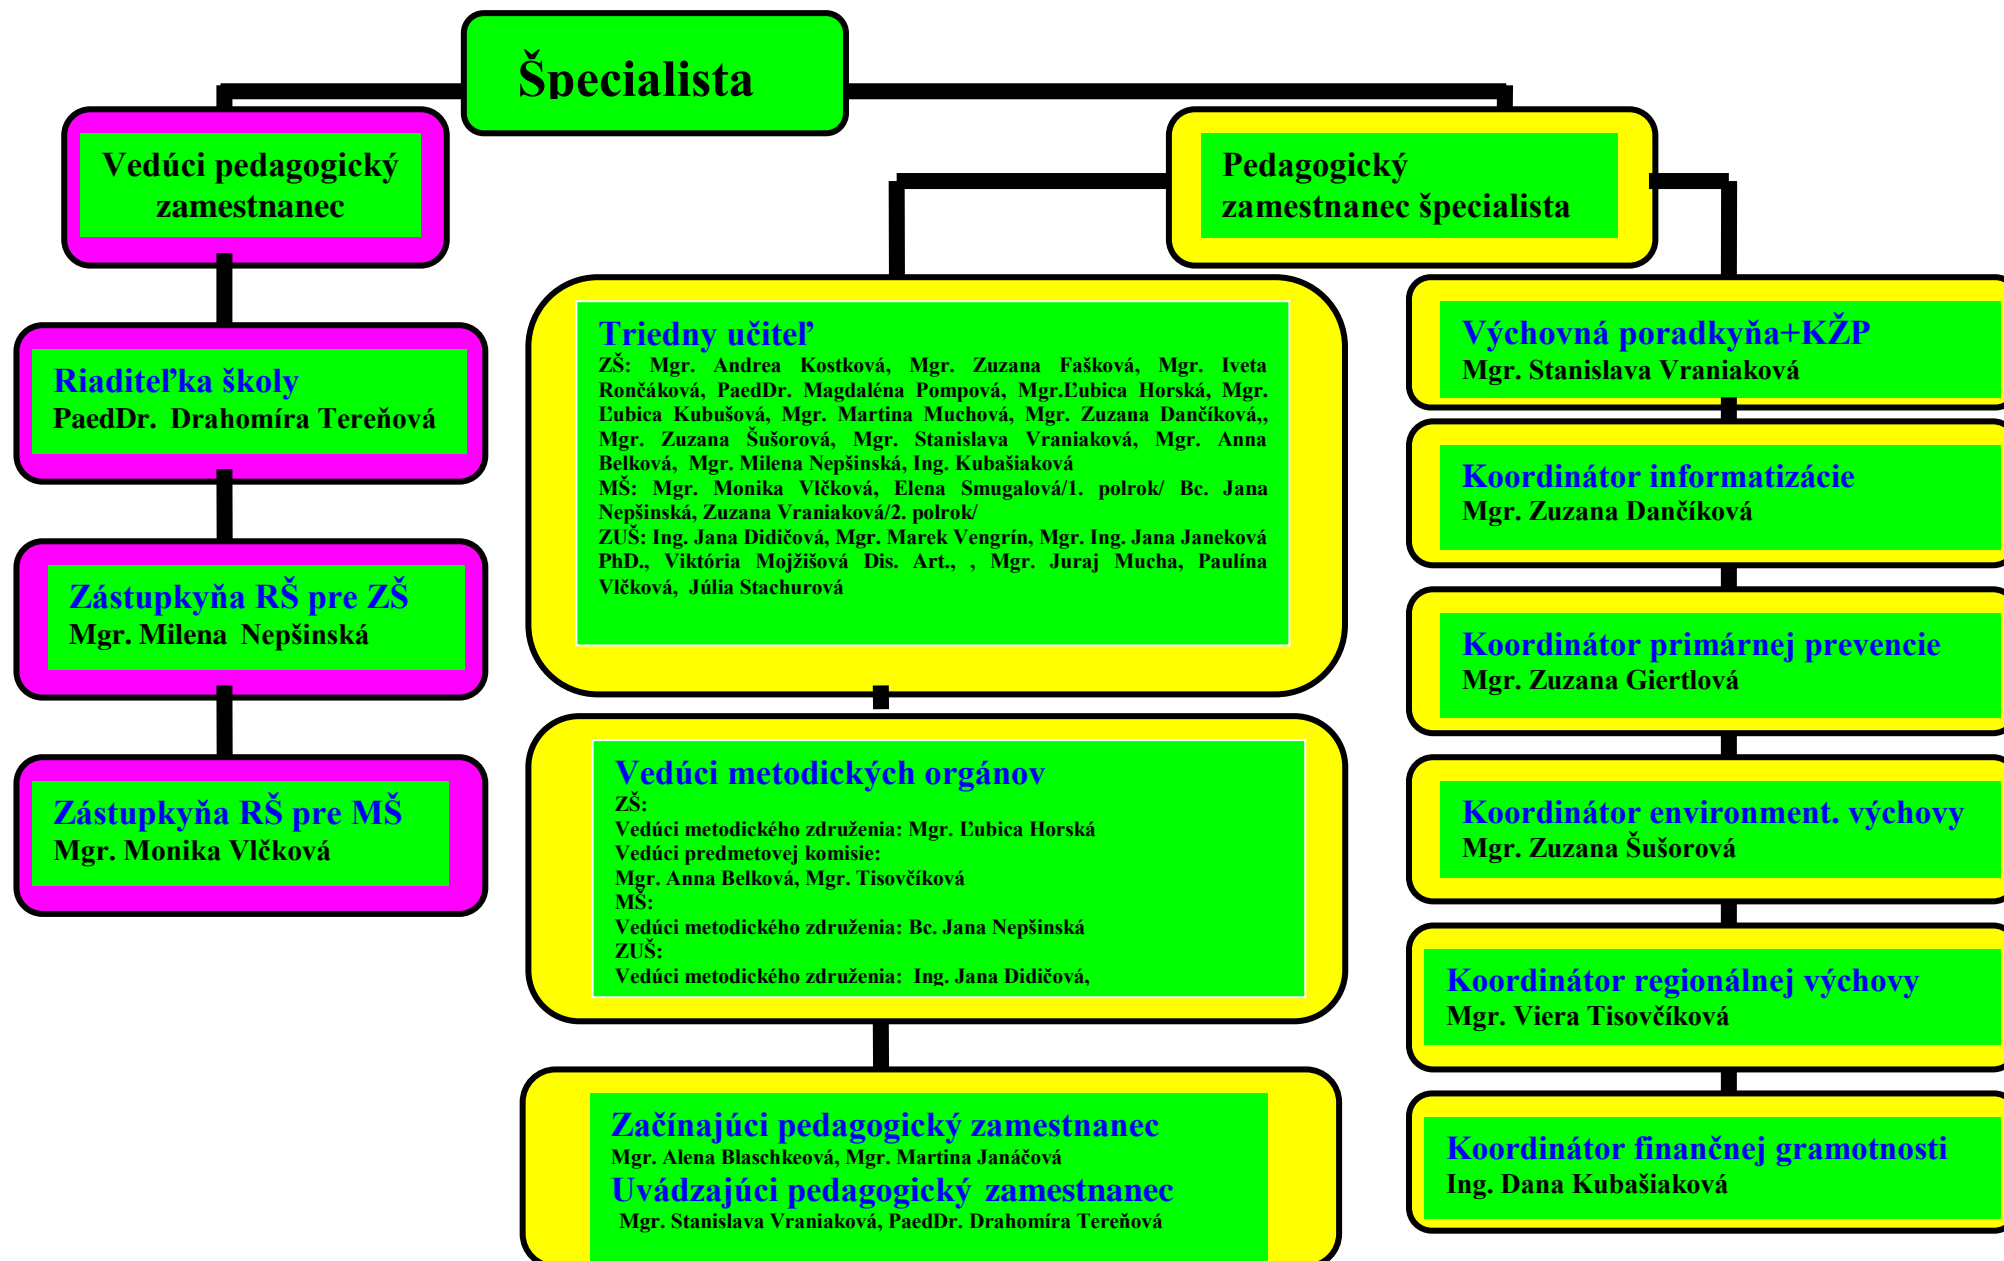 Špecialista
Vedúci pedagogický
zamestnanec
Riaditeľka školy
PaedDr. Drahomíra Tereňová
Zástupkyňa RŠ pre ZŠ
Mgr. Milena Nepšinská
Zástupkyňa RŠ pre MŠ
Mgr. Monika Vlčková
Pedagogický
zamestnanec špecialista
Triedny učiteľ
ZŠ: Mgr. Andrea Kostková, Mgr. Zuzana Fašková, Mgr. Iveta
Rončáková, PaedDr. Magdaléna Pompová, Mgr.Ľubica Horská, Mgr.
Ľubica Kubušová, Mgr. Martina Muchová, Mgr. Zuzana Dančíková,,
Mgr. Zuzana Šušorová, Mgr. Stanislava Vraniaková, Mgr. Anna
Belková, Mgr. Milena Nepšinská, Ing. Kubašiaková
MŠ: Mgr. Monika Vlčková, Elena Smugalová/1. polrok/ Bc. Jana
Nepšinská, Zuzana Vraniaková/2. polrok/
ZUŠ: Ing. Jana Didičová, Mgr. Marek Vengrín, Mgr. Ing. Jana Janeková
PhD., Viktória Mojžišová Dis. Art., , Mgr. Juraj Mucha, Paulína
Vlčková, Júlia Stachurová
Vedúci metodických orgánov
ZŠ:
Vedúci metodického združenia: Mgr. Ľubica Horská
Vedúci predmetovej komisie:
Mgr. Anna Belková, Mgr. Tisovčíková
MŠ:
Vedúci metodického združenia: Bc. Jana Nepšinská
ZUŠ:
Vedúci metodického združenia: Ing. Jana Didičová,
Začínajúci pedagogický zamestnanec
Mgr. Alena Blaschkeová, Mgr. Martina Janáčová
Uvádzajúci pedagogický zamestnanec
Mgr. Stanislava Vraniaková, PaedDr. Drahomíra Tereňová
Výchovná poradkyňa+KŽP
Mgr. Stanislava Vraniaková
Koordinátor informatizácie
Mgr. Zuzana Dančíková
Koordinátor primárnej prevencie
Mgr. Zuzana Giertlová
Koordinátor environment. výchovy
Mgr. Zuzana Šušorová
Koordinátor regionálnej výchovy
Mgr. Viera Tisovčíková
Koordinátor finančnej gramotnosti
Ing. Dana Kubašiaková